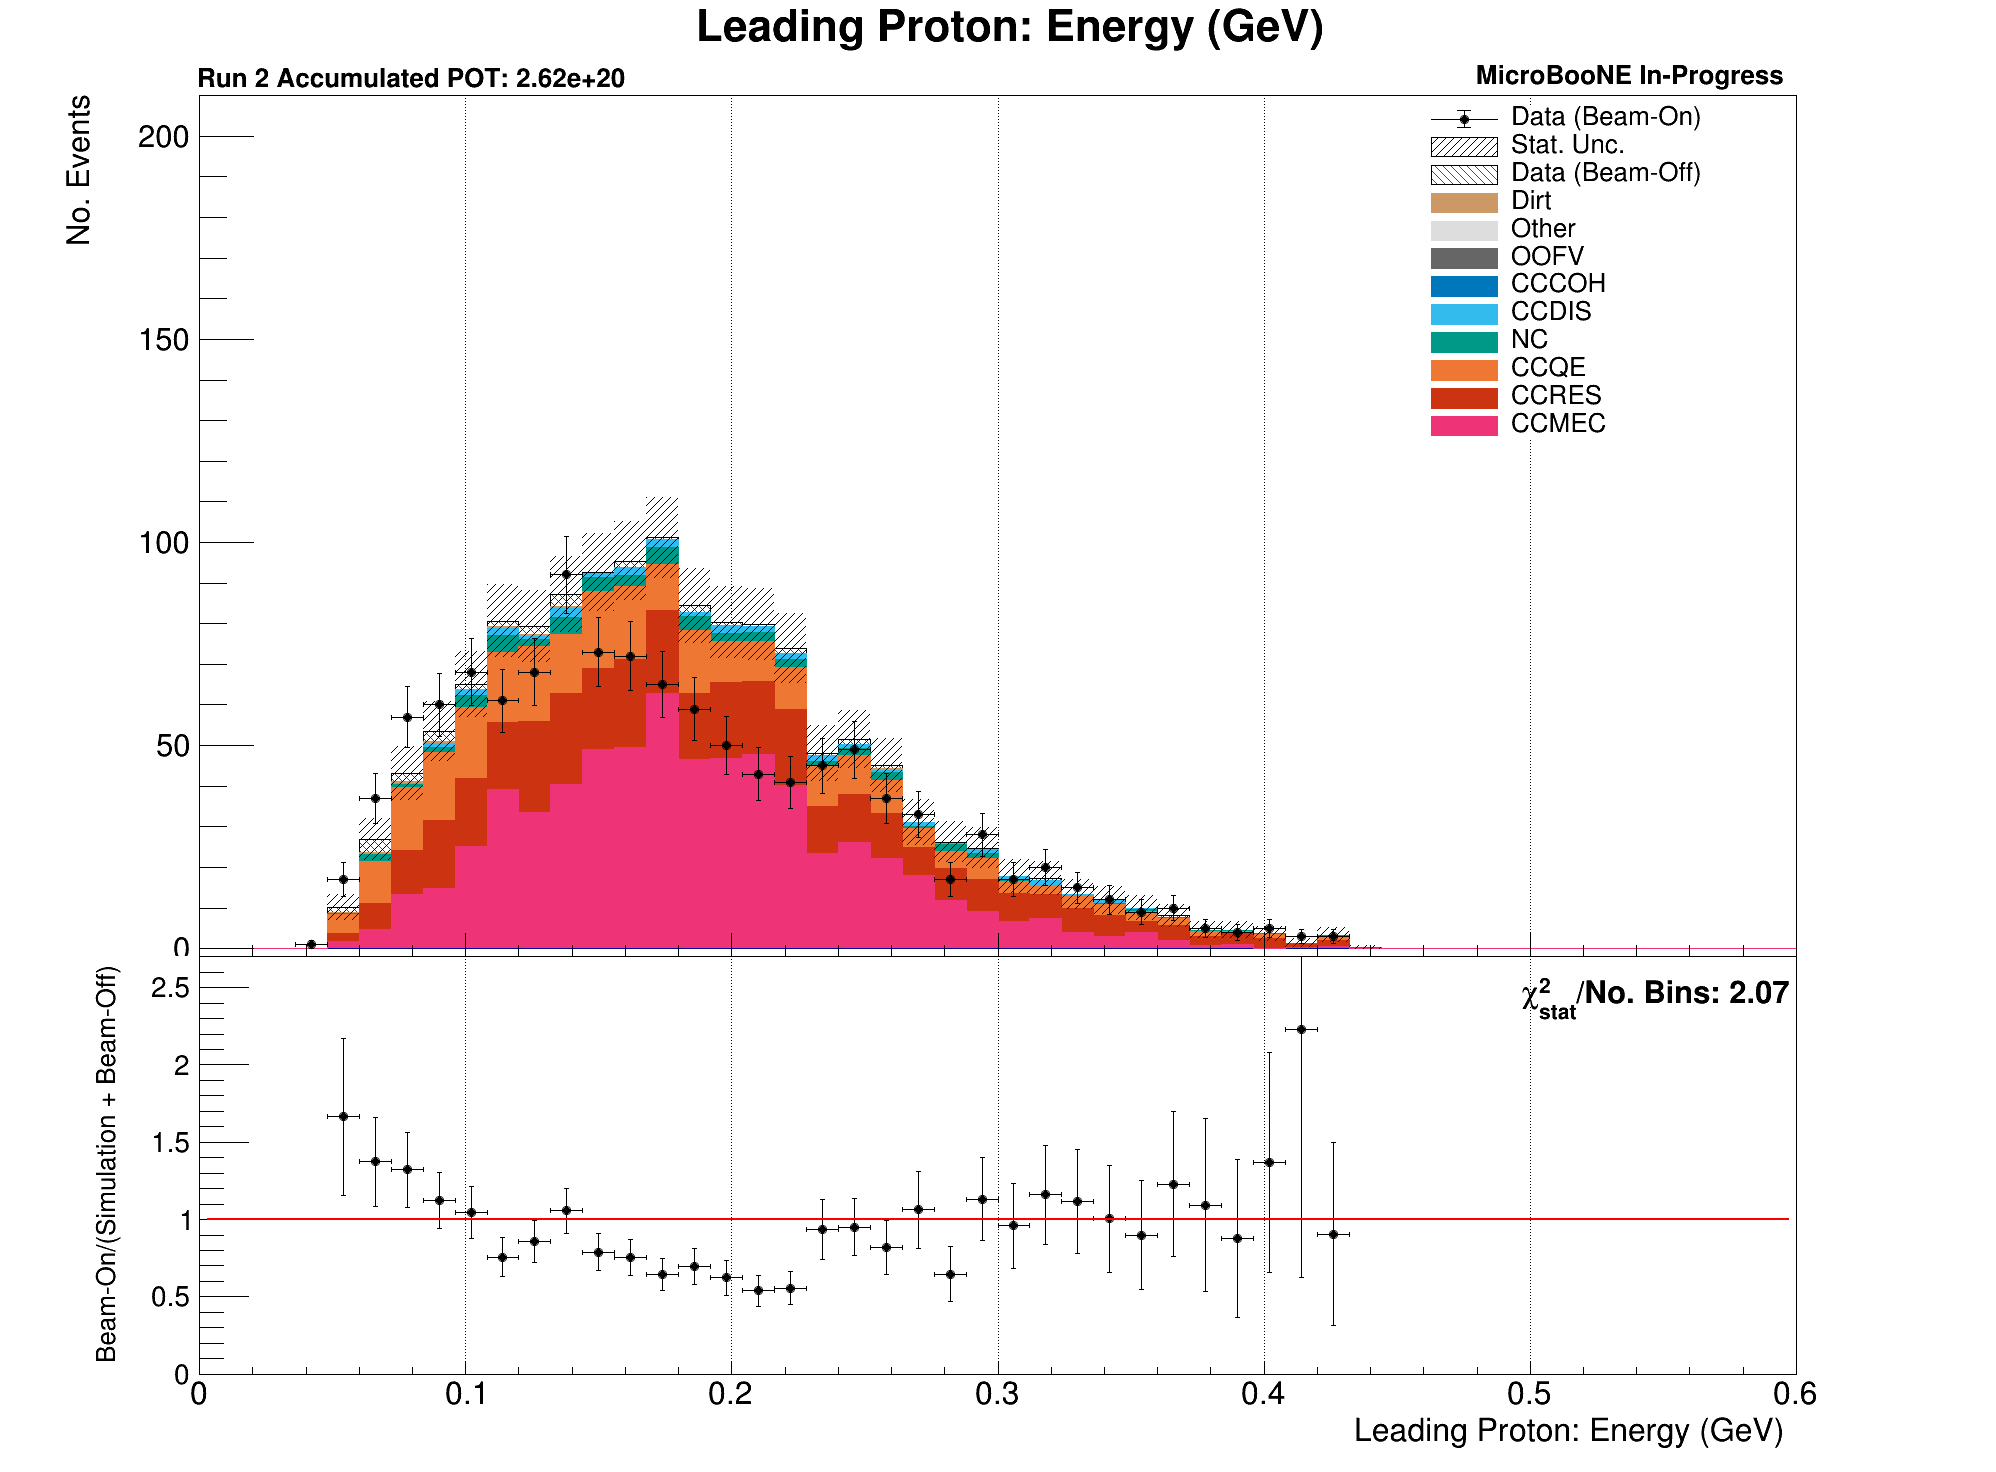 Leading Proton: Energy (GeV)
Run 2 Accumulated POT: 2.62e+20
MicroBooNE In-Progress
No. Events
200
150
100
50
0
Data (Beam-On)
Stat. Unc.
Data (Beam-Off)
Dirt
Other
OOFV
CCCOH
CCDIS
NC
CCQE
CCRES
CCMEC
Beam-On/(Simulation + Beam-Off)
χ²stat/No. Bins: 2.07
2.5
2
1.5
1
0.5
0
0 0.1 0.2 0.3 0.4 0.5 0.6
Leading Proton: Energy (GeV)